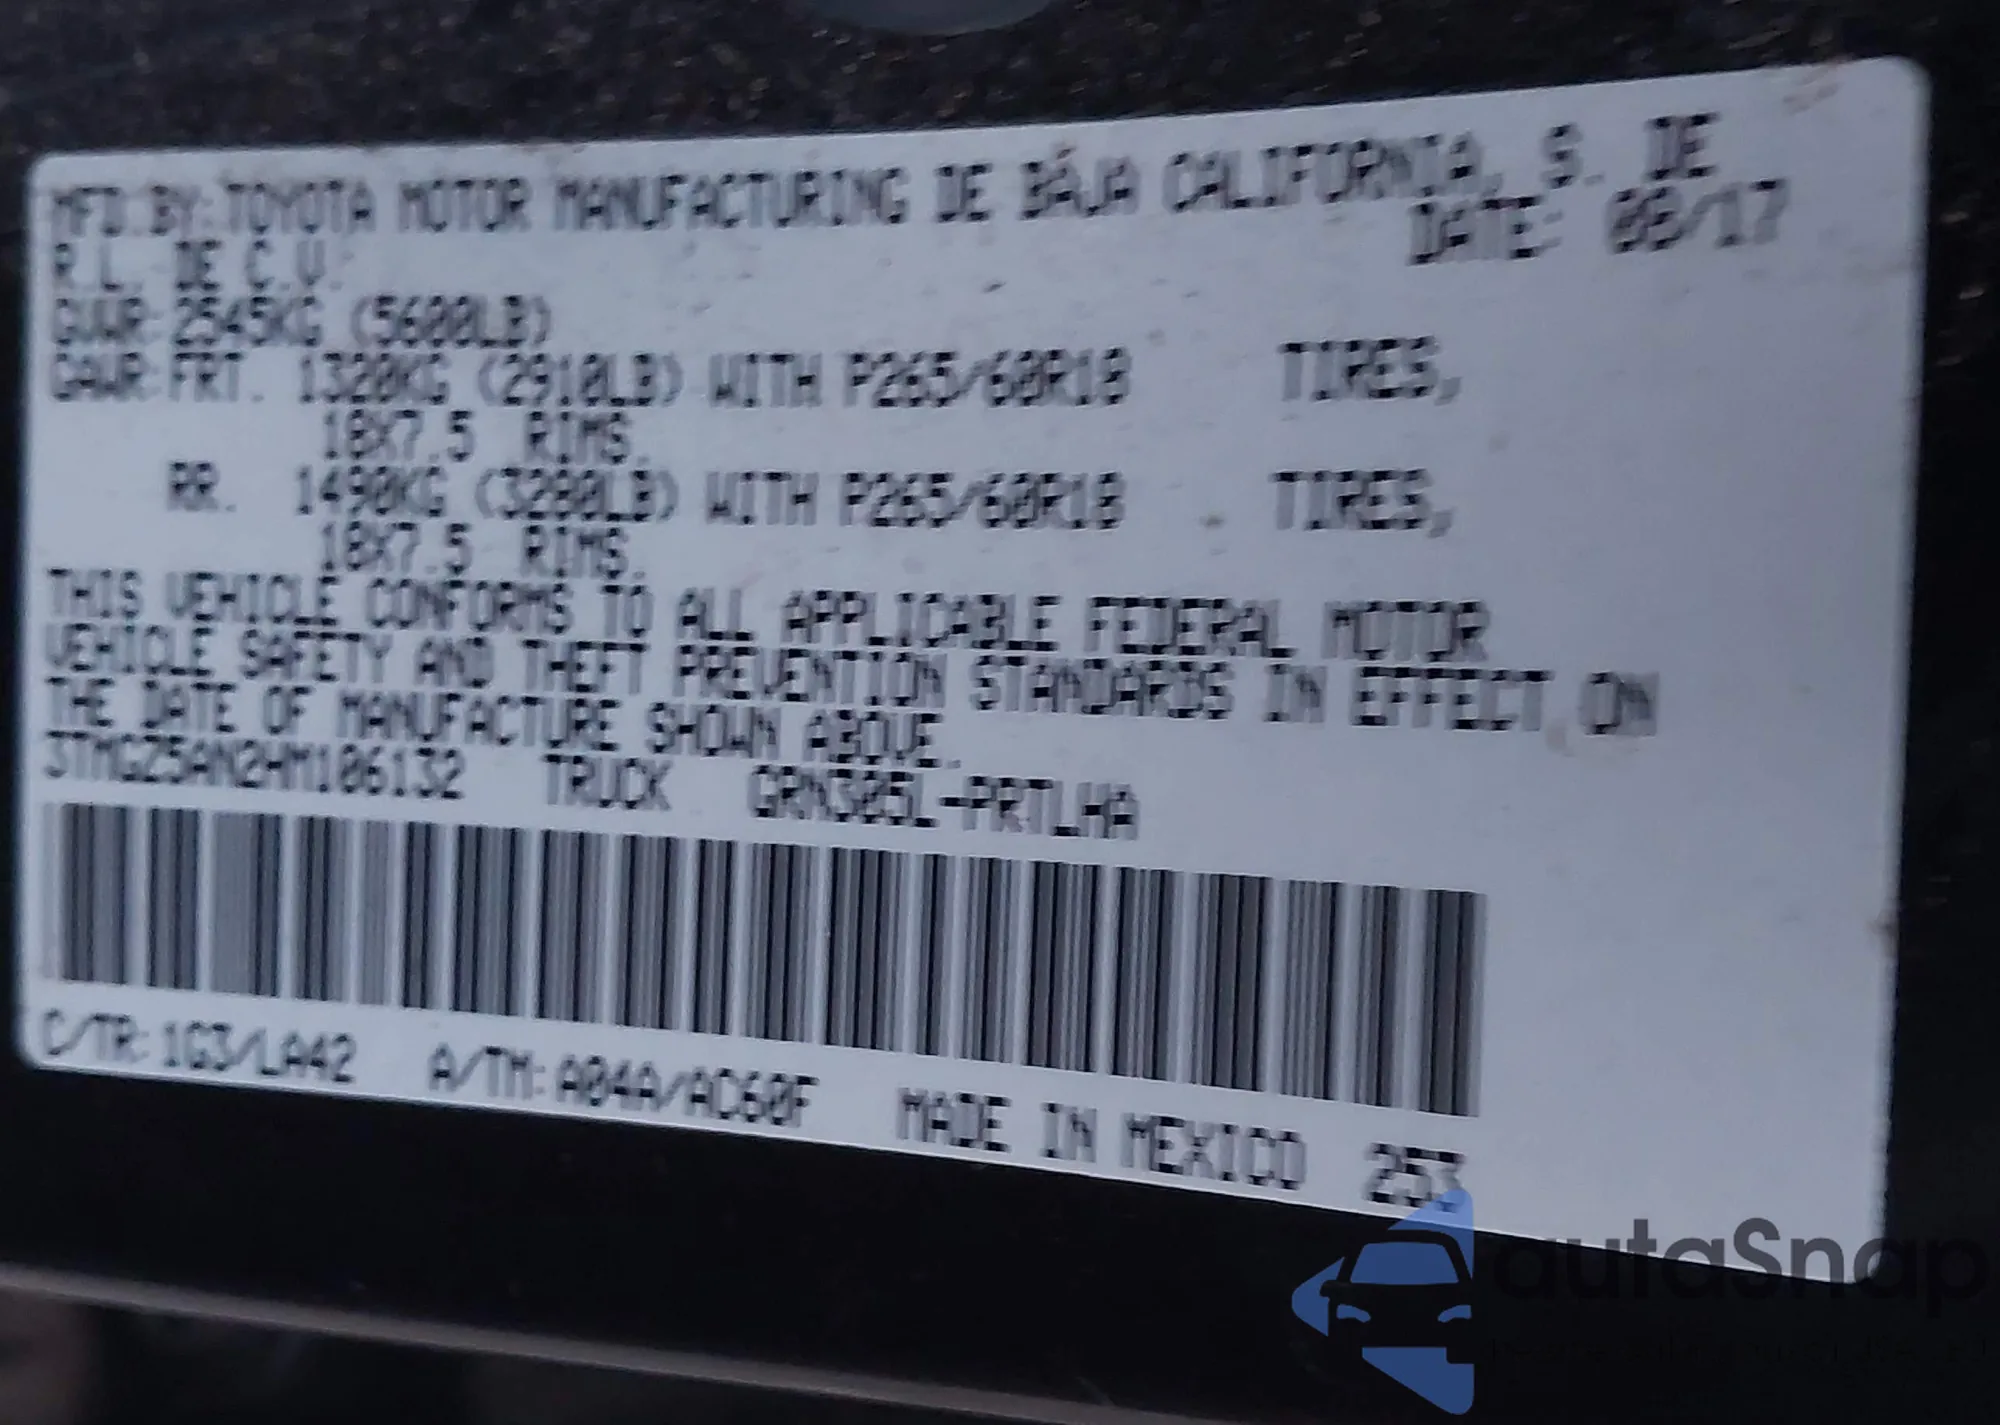 MFD.BY:TOYOTA MOTOR MANUFACTURING DE BAJA CALIFORNIA, S. DE
R.L. DE C.V. DATE: 08/17
GVWR:2545KG (5600LB)
GAWR:FRT. 1320KG (2910LB) WITH P265/60R18 TIRES,
18X7.5 RIMS.
RR. 1490KG (3280LB) WITH P265/60R18 TIRES,
18X7.5 RIMS.
THIS VEHICLE CONFORMS TO ALL APPLICABLE FEDERAL MOTOR
VEHICLE SAFETY AND THEFT PREVENTION STANDARDS IN EFFECT ON
THE DATE OF MANUFACTURE SHOWN ABOVE.
3TMGZ5AN2HM106132 TRUCK GRN305L-PRTLHA
C/TR:1G3/LA42 A/TM:A04A/AC60F MADE IN MEXICO 253
autaSnap